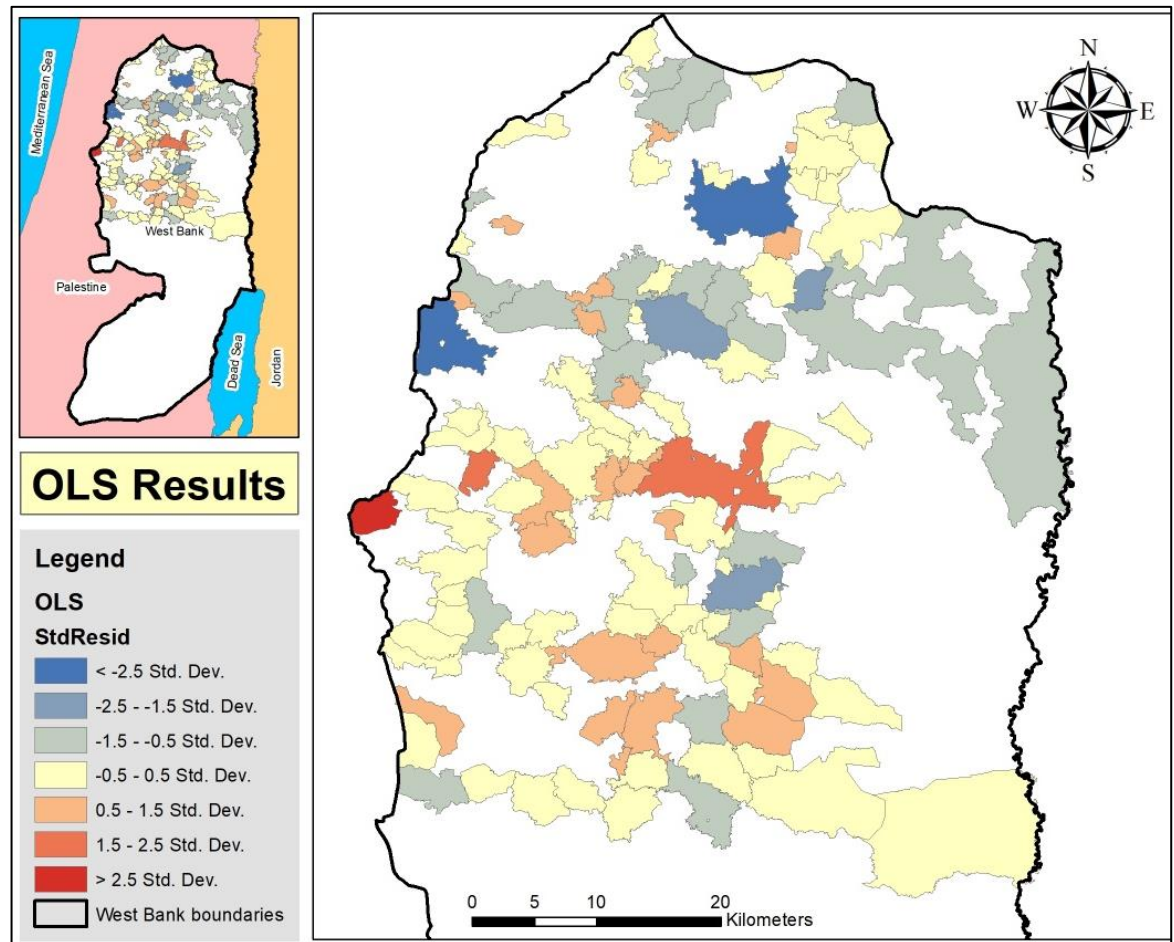 Mediterranean Sea
West Bank
Palestine
Dead Sea
Jordan
OLS Results
Legend
OLS
StdResid
< -2.5 Std. Dev.
-2.5 - -1.5 Std. Dev.
-1.5 - -0.5 Std. Dev.
-0.5 - 0.5 Std. Dev.
0.5 - 1.5 Std. Dev.
1.5 - 2.5 Std. Dev.
> 2.5 Std. Dev.
West Bank boundaries
N
W E
S
0 5 10 20
Kilometers